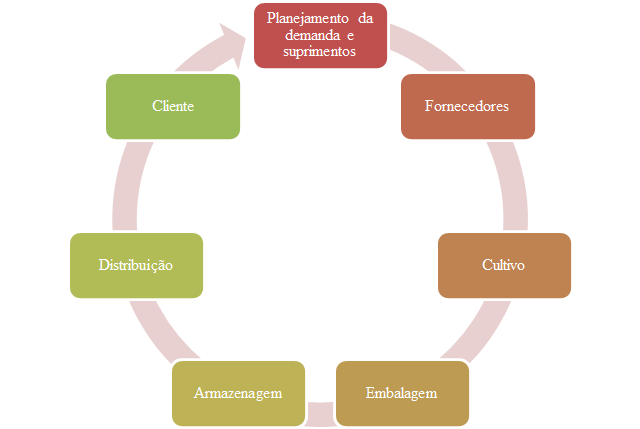 Planejamento da
demanda e
suprimentos
Fornecedores
Cultivo
Embalagem
Armazenagem
Distribuição
Cliente